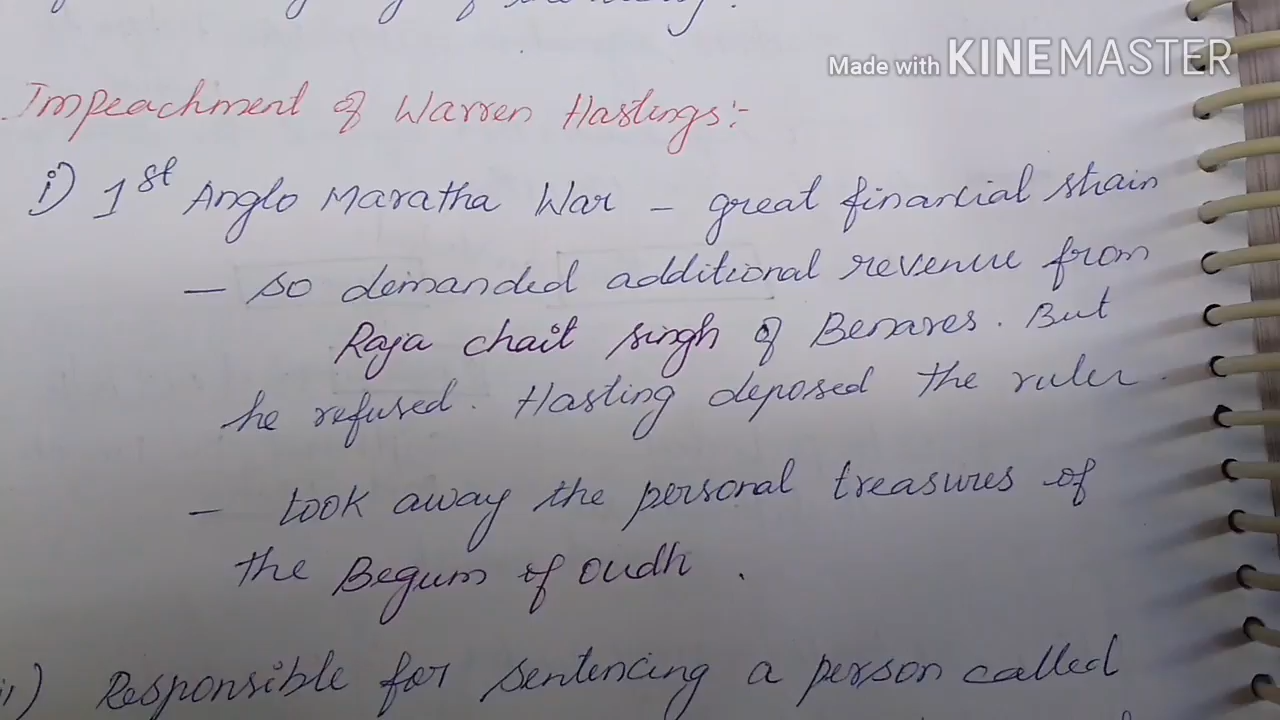 Made with KINEMASTER
Impeachment of Warren Hastings:-
i) 1st Anglo Maratha War - great financial strain
- so demanded additional revenue from
Raja chait singh of Benares. But
he refused. Hasting deposed the ruler.
- took away the personal treasures of
the Begum of oudh.
ii) Responsible for sentencing a person called